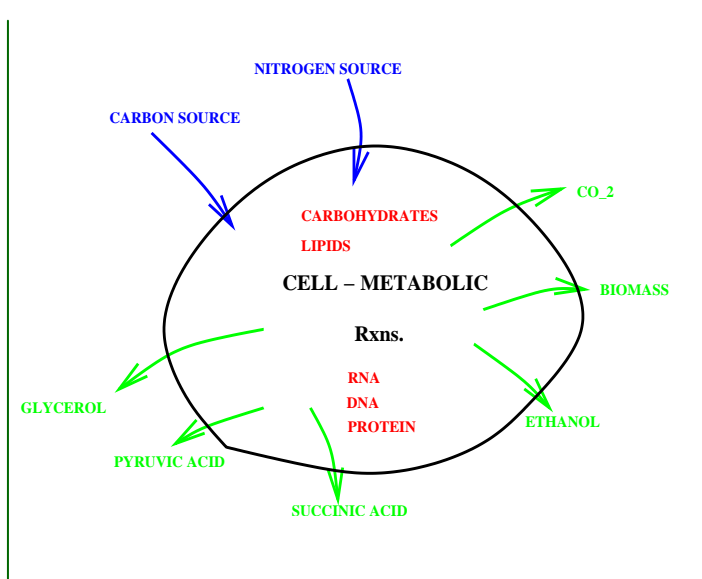 NITROGEN SOURCE
CARBON SOURCE
CO_2
CARBOHYDRATES
LIPIDS
CELL – METABOLIC
BIOMASS
Rxns.
RNA
DNA
GLYCEROL
PROTEIN
ETHANOL
PYRUVIC ACID
SUCCINIC ACID